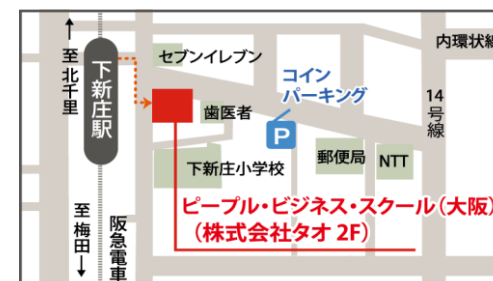 至北千里
下新庄駅
セブンイレブン
コイン
パーキング
内環状線
14号線
歯医者
P
下新庄小学校
郵便局
NTT
ピープル・ビジネス・スクール(大阪)
(株式会社タオ 2F)
至梅田
阪急電車